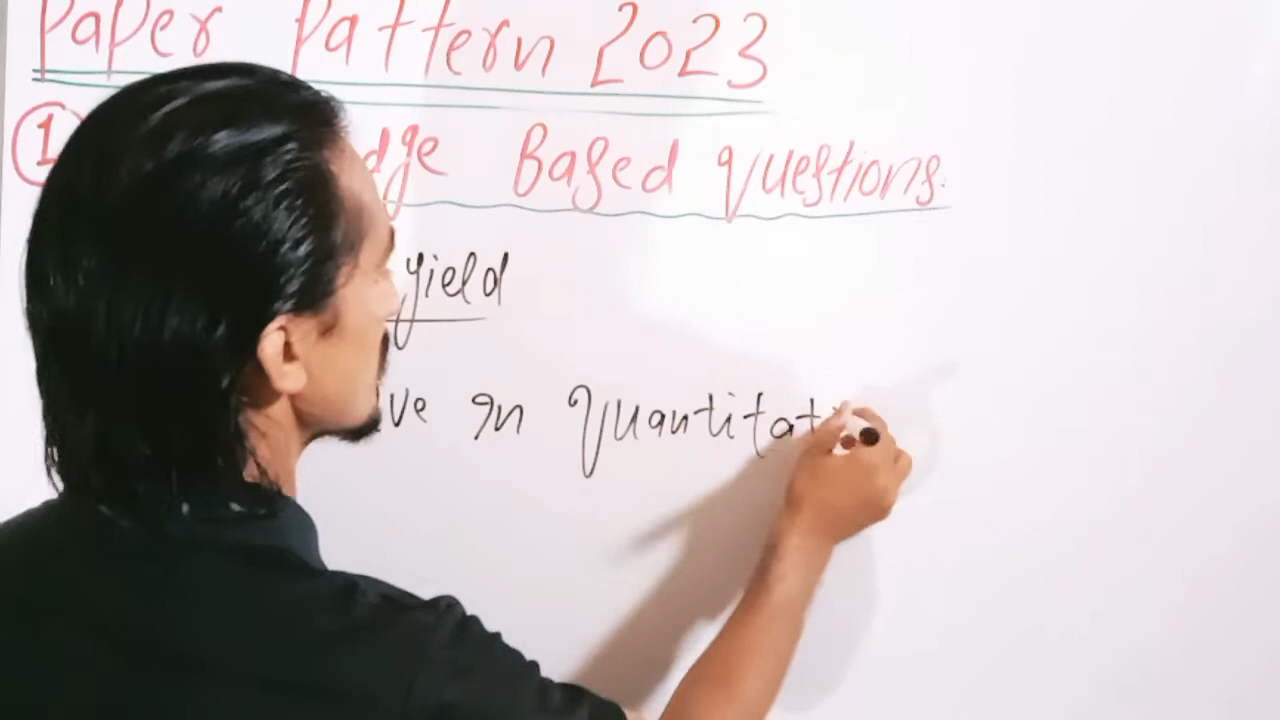 Paper Pattern 2023
1 dge Based questions.
yield
ve in quantitat